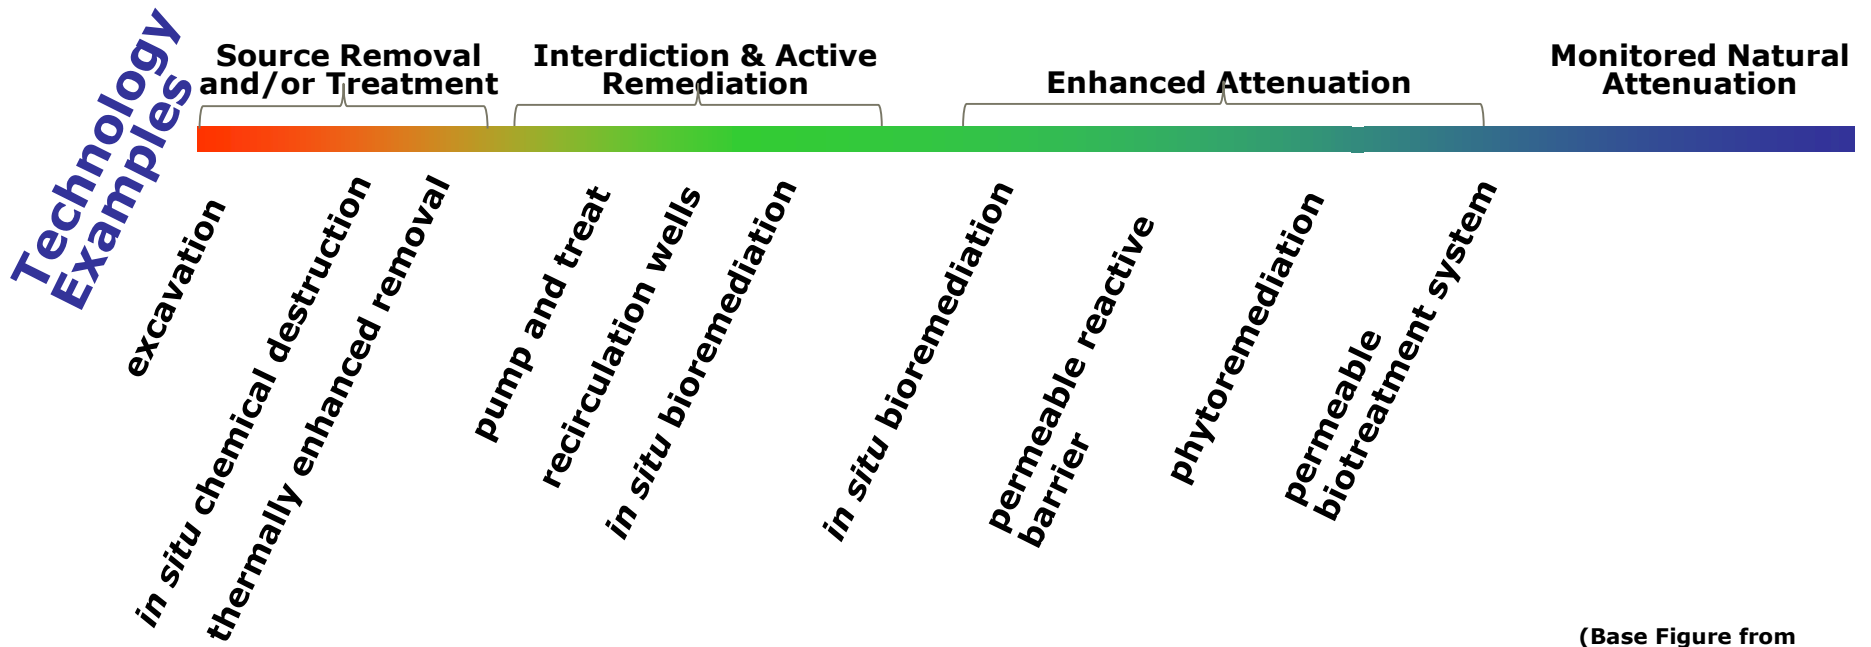 Technology
Examples
Source Removal
and/or Treatment
Interdiction & Active
Remediation
Enhanced Attenuation
Monitored Natural
Attenuation
excavation
in situ chemical destruction
thermally enhanced removal
pump and treat
recirculation wells
in situ bioremediation
in situ bioremediation
permeable reactive
barrier
phytoremediation
permeable
biotreatment system
(Base Figure from